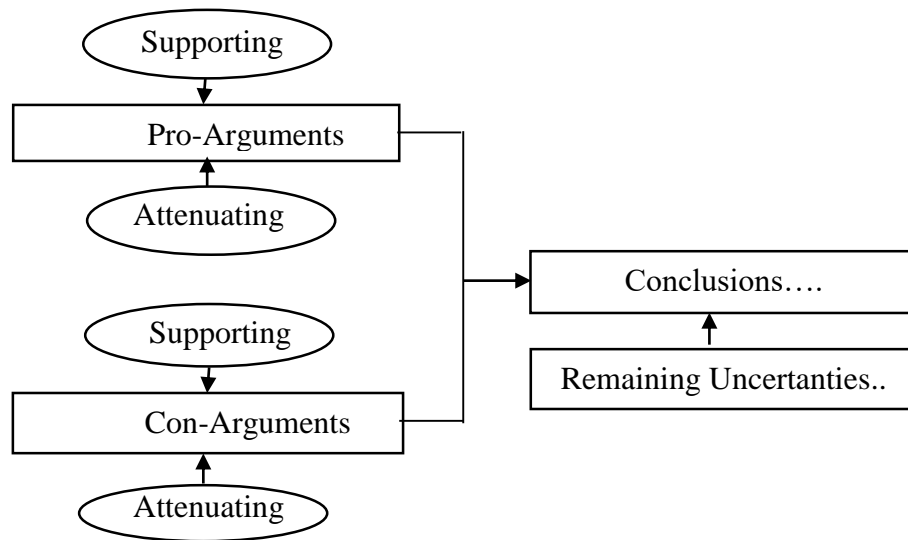 Supporting
Pro-Arguments
Attenuating
Supporting
Con-Arguments
Attenuating
Conclusions….
Remaining Uncertanties..